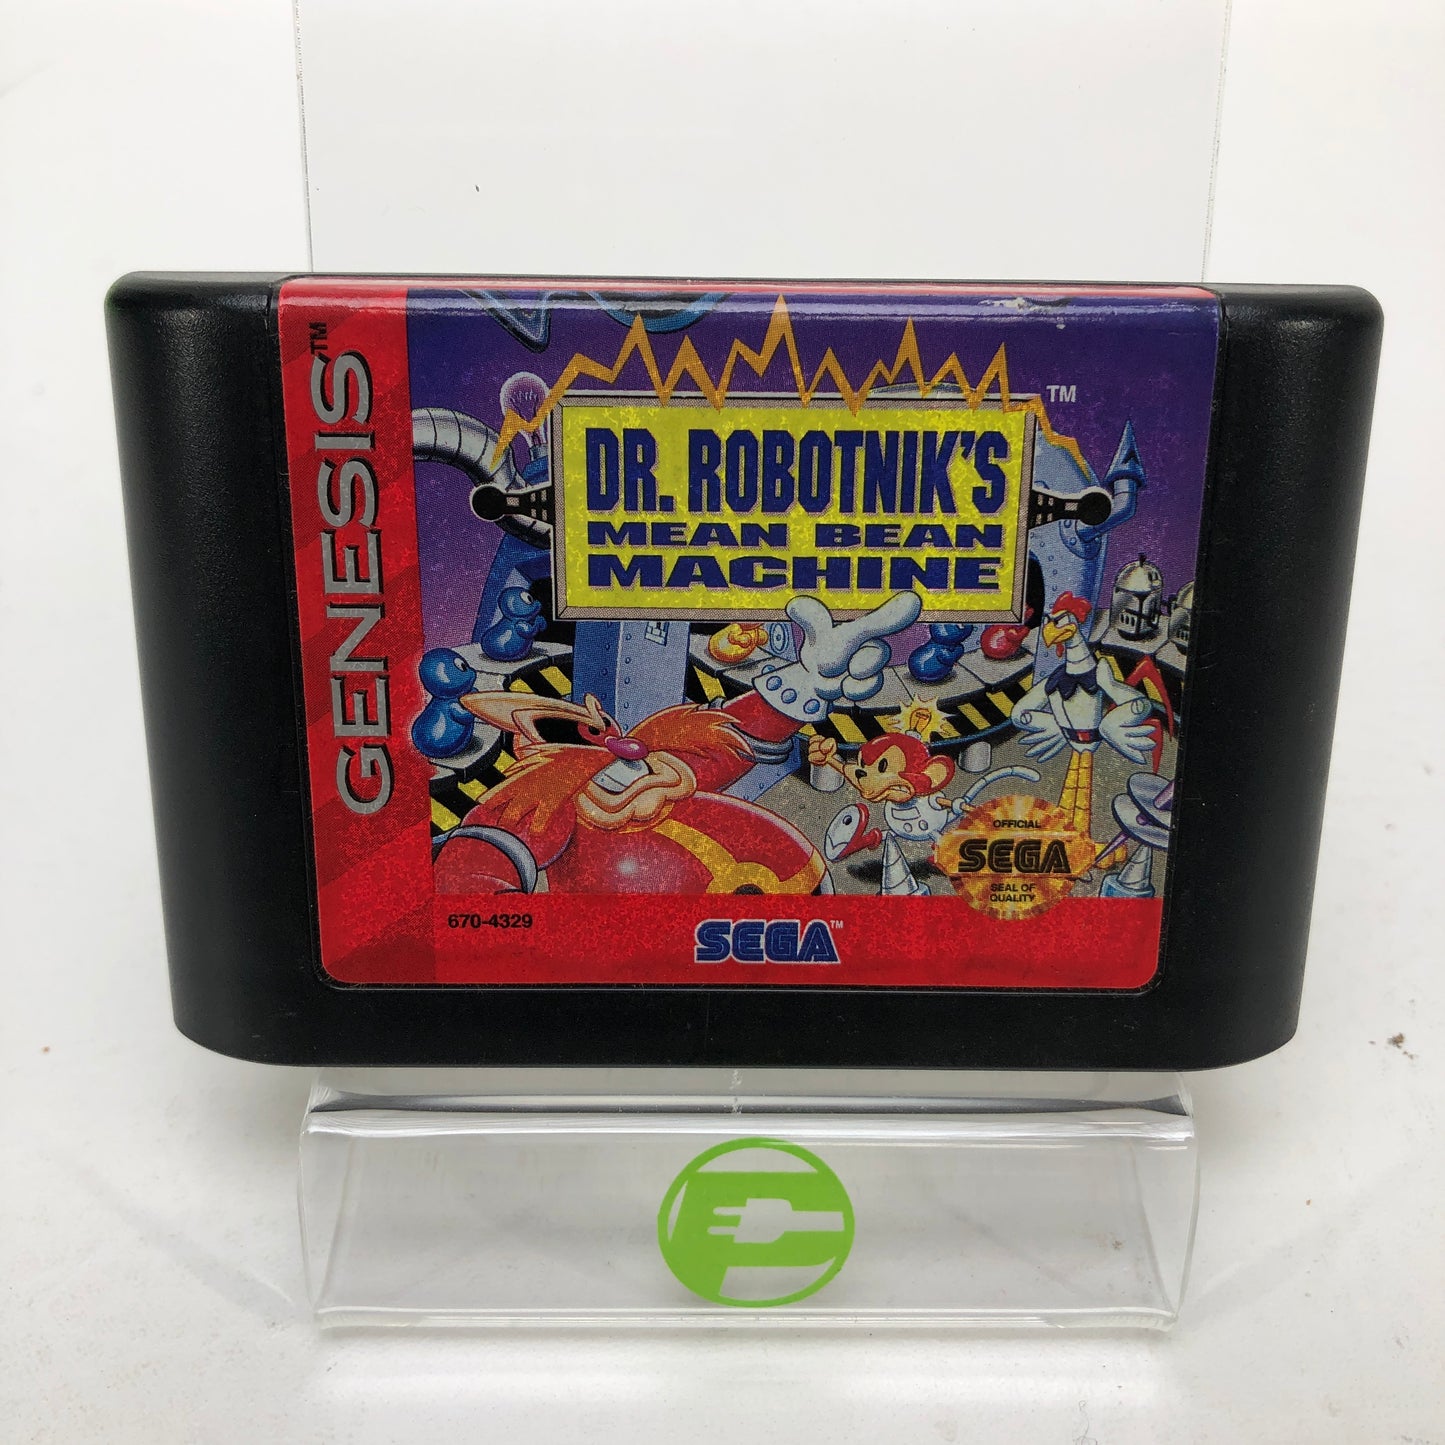 GENESIS™
TM
DR. ROBOTNIK'S
MEAN BEAN
MACHINE
OFFICIAL
SEGA
SEAL OF
QUALITY
670-4329
SEGA™